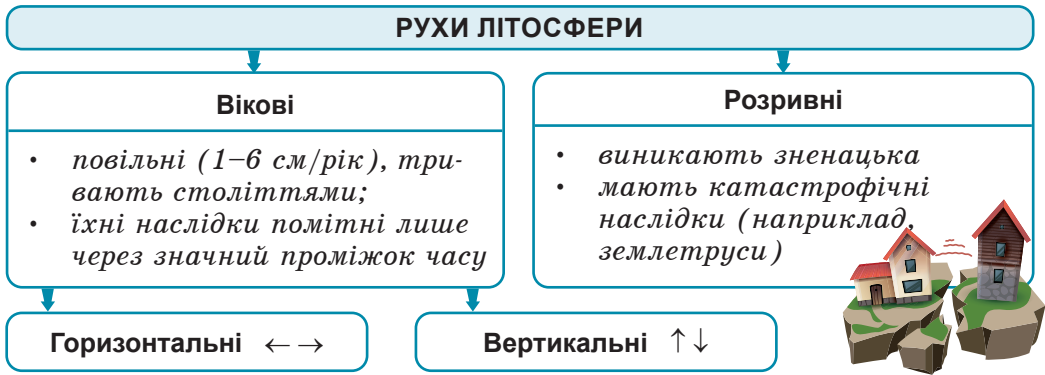 РУХИ ЛІТОСФЕРИ
Вікові
• повільні (1–6 см/рік), три-
вають століттями;
• їхні наслідки помітні лише
через значний проміжок часу
Розривні
• виникають зненацька
• мають катастрофічні
наслідки (наприклад,
землетруси)
Горизонтальні ←→
Вертикальні ↑↓